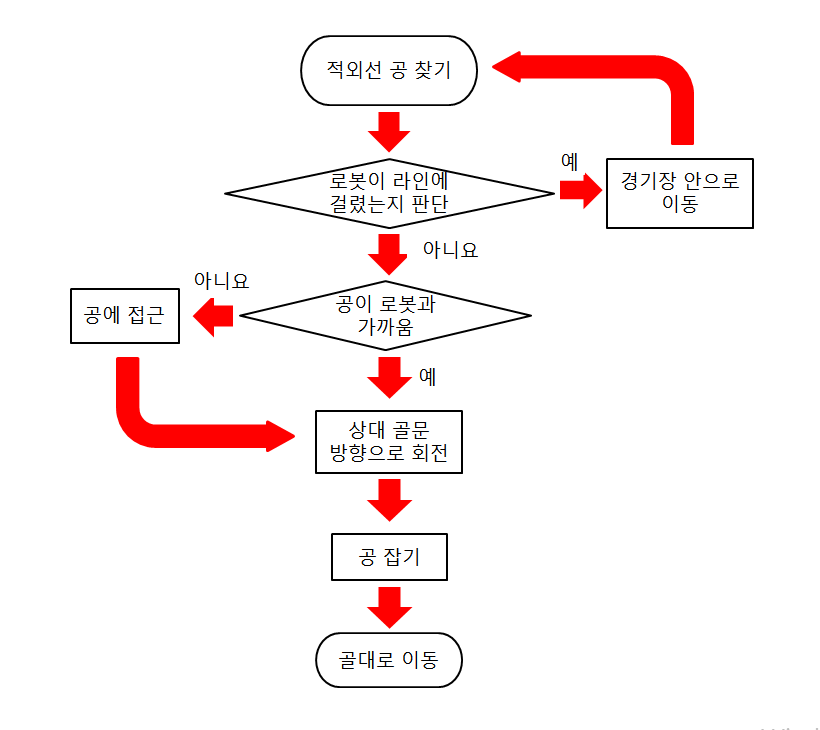 적외선 공 찾기
예
로봇이 라인에
걸렸는지 판단
경기장 안으로
이동
아니요
아니요
공이 로봇과
가까움
공에 접근
예
상대 골문
방향으로 회전
공 잡기
골대로 이동